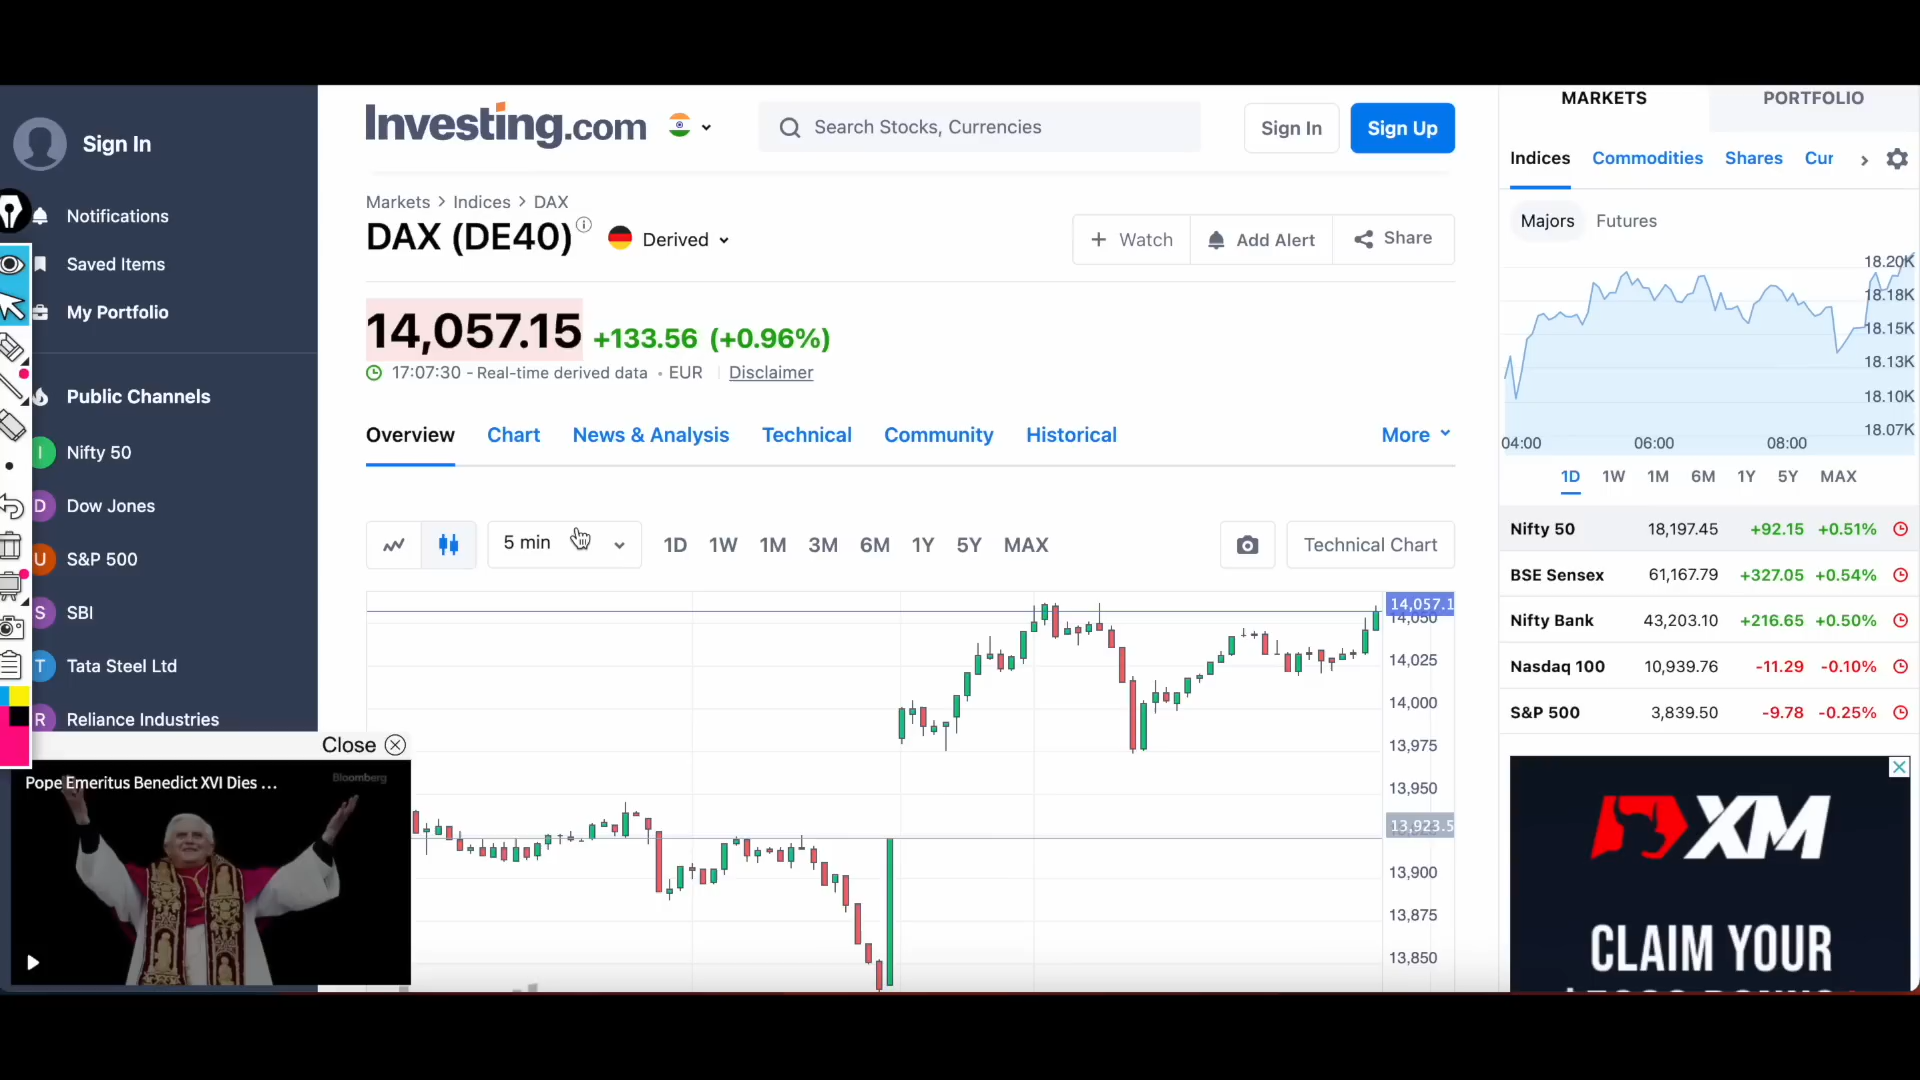 Sign In
Notifications
Saved Items
My Portfolio
Public Channels
I Nifty 50
D Dow Jones
U S&P 500
S SBI
T Tata Steel Ltd
R Reliance Industries
Close
Pope Emeritus Benedict XVI Dies ...
Bloomberg
Investing.com
Search Stocks, Currencies
Sign In
Sign Up
Markets > Indices > DAX
DAX (DE40)
Derived
+ Watch
Add Alert
Share
14,057.15 +133.56 (+0.96%)
17:07:30 - Real-time derived data • EUR Disclaimer
Overview Chart News & Analysis Technical Community Historical More
5 min 1D 1W 1M 3M 6M 1Y 5Y MAX Technical Chart
14,057.1
14,050
14,025
14,000
13,975
13,950
13,923.5
13,900
13,875
13,850
MARKETS PORTFOLIO
Indices Commodities Shares Cur
Majors Futures
18.20K
18.18K
18.15K
18.13K
18.10K
18.07K
04:00 06:00 08:00
1D 1W 1M 6M 1Y 5Y MAX
Nifty 50 18,197.45 +92.15 +0.51%
BSE Sensex 61,167.79 +327.05 +0.54%
Nifty Bank 43,203.10 +216.65 +0.50%
Nasdaq 100 10,939.76 -11.29 -0.10%
S&P 500 3,839.50 -9.78 -0.25%
XM
CLAIM YOUR